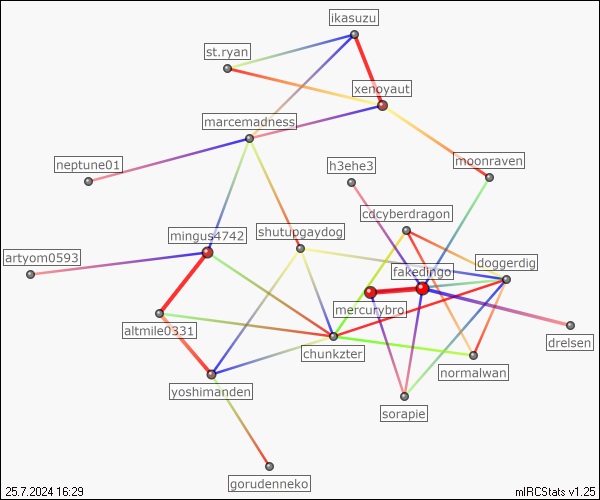 ikasuzu
st.ryan
xenoyaut
marcemadness
neptune01
h3ehe3
moonraven
cdcyberdragon
mingus4742
shutupgaydog
artyom0593
fakedingo
doggerdig
mercurybro
altmile0331
drelsen
chunkzter
normalwan
yoshimanden
sorapie
gorudenneko
25.7.2024 16:29
mIRCStats v1.25